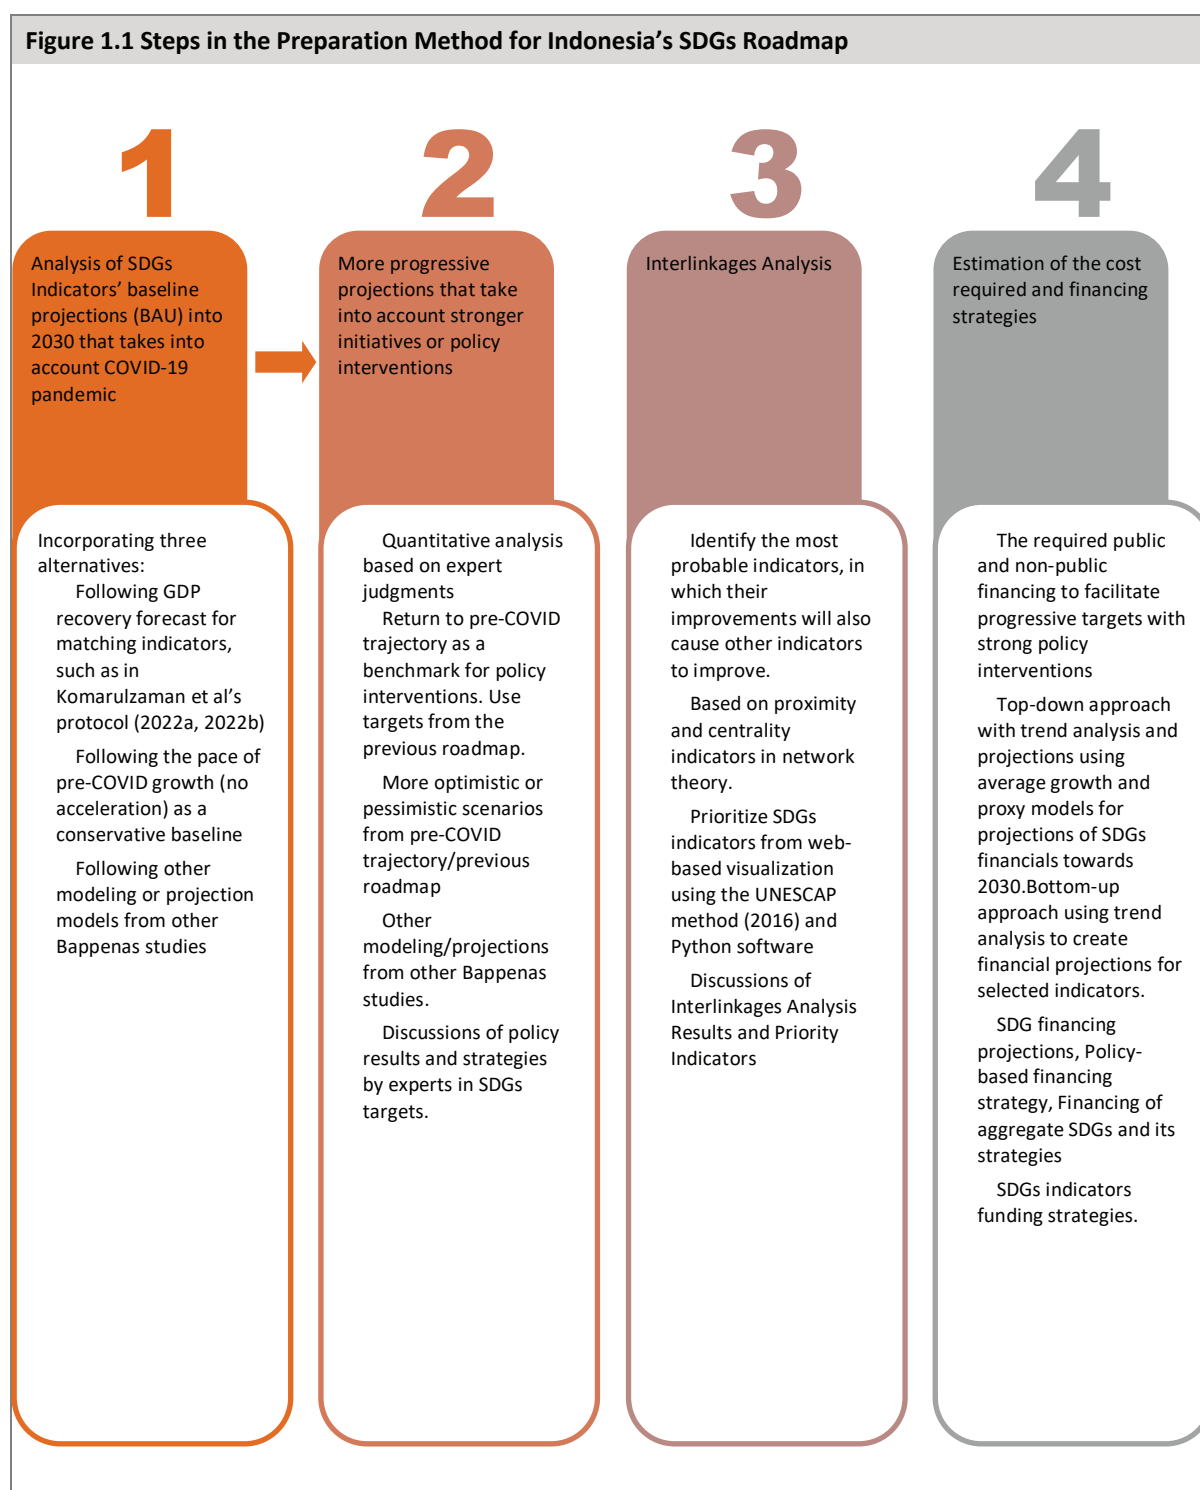 Figure 1.1 Steps in the Preparation Method for Indonesia's SDGs Roadmap
1
Analysis of SDGs
Indicators' baseline
projections (BAU) into
2030 that takes into
account COVID-19
pandemic
Incorporating three
alternatives:
Following GDP
recovery forecast for
matching indicators,
such as in
Komarulzaman et al's
protocol (2022a, 2022b)
Following the pace of
pre-COVID growth (no
acceleration) as a
conservative baseline
Following other
modeling or projection
models from other
Bappenas studies
2
More progressive
projections that take
into account stronger
initiatives or policy
interventions
Quantitative analysis
based on expert
judgments
Return to pre-COVID
trajectory as a
benchmark for policy
interventions. Use
targets from the
previous roadmap.
More optimistic or
pessimistic scenarios
from pre-COVID
trajectory/previous
roadmap
Other
modeling/projections
from other Bappenas
studies.
Discussions of policy
results and strategies
by experts in SDGs
targets.
3
Interlinkages Analysis
Identify the most
probable indicators, in
which their
improvements will also
cause other indicators
to improve.
Based on proximity
and centrality
indicators in network
theory.
Prioritize SDGs
indicators from web-
based visualization
using the UNESCAP
method (2016) and
Python software
Discussions of
Interlinkages Analysis
Results and Priority
Indicators
4
Estimation of the cost
required and financing
strategies
The required public
and non-public
financing to facilitate
progressive targets with
strong policy
interventions
Top-down approach
with trend analysis and
projections using
average growth and
proxy models for
projections of SDGs
financials towards
2030.Bottom-up
approach using trend
analysis to create
financial projections for
selected indicators.
SDG financing
projections, Policy-
based financing
strategy, Financing of
aggregate SDGs and its
strategies
SDGs indicators
funding strategies.